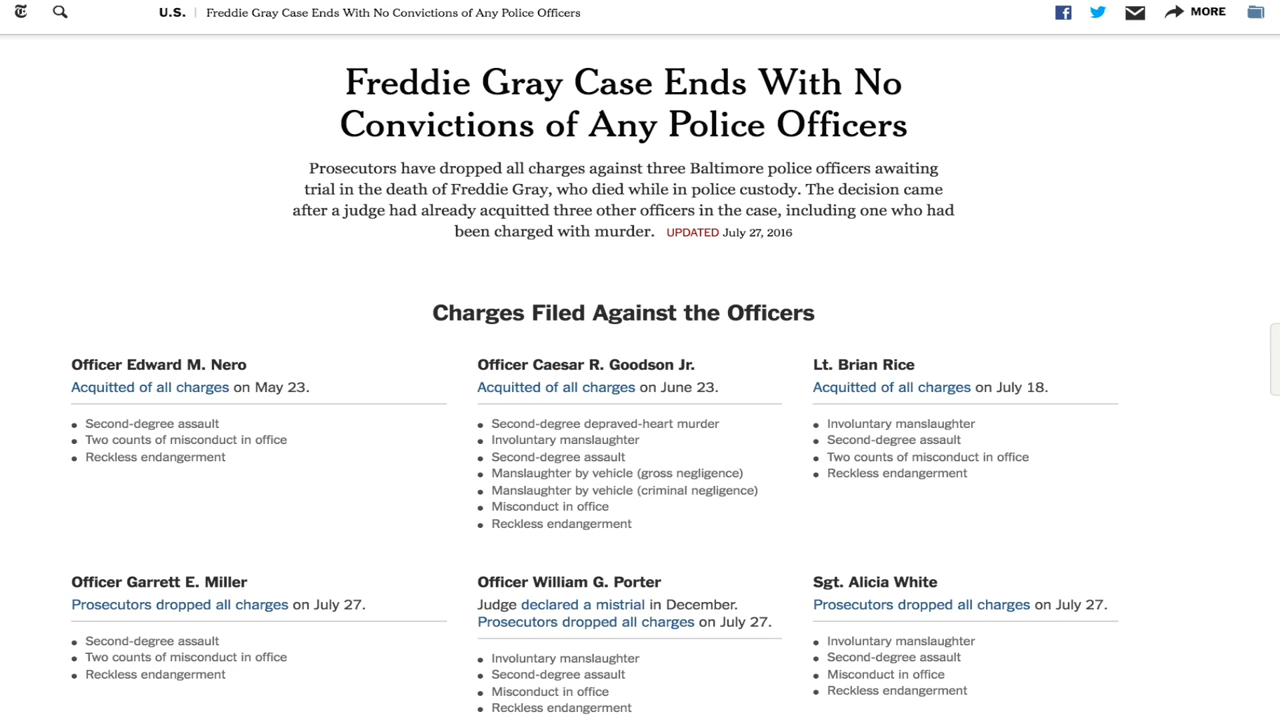 U.S. | Freddie Gray Case Ends With No Convictions of Any Police Officers
MORE
Freddie Gray Case Ends With No
Convictions of Any Police Officers
Prosecutors have dropped all charges against three Baltimore police officers awaiting
trial in the death of Freddie Gray, who died while in police custody. The decision came
after a judge had already acquitted three other officers in the case, including one who had
been charged with murder. UPDATED July 27, 2016
Charges Filed Against the Officers
Officer Edward M. Nero
Acquitted of all charges on May 23.
• Second-degree assault
• Two counts of misconduct in office
• Reckless endangerment
Officer Caesar R. Goodson Jr.
Acquitted of all charges on June 23.
• Second-degree depraved-heart murder
• Involuntary manslaughter
• Second-degree assault
• Manslaughter by vehicle (gross negligence)
• Manslaughter by vehicle (criminal negligence)
• Misconduct in office
• Reckless endangerment
Lt. Brian Rice
Acquitted of all charges on July 18.
• Involuntary manslaughter
• Second-degree assault
• Two counts of misconduct in office
• Reckless endangerment
Officer Garrett E. Miller
Prosecutors dropped all charges on July 27.
• Second-degree assault
• Two counts of misconduct in office
• Reckless endangerment
Officer William G. Porter
Judge declared a mistrial in December.
Prosecutors dropped all charges on July 27.
• Involuntary manslaughter
• Second-degree assault
• Misconduct in office
• Reckless endangerment
Sgt. Alicia White
Prosecutors dropped all charges on July 27.
• Involuntary manslaughter
• Second-degree assault
• Misconduct in office
• Reckless endangerment